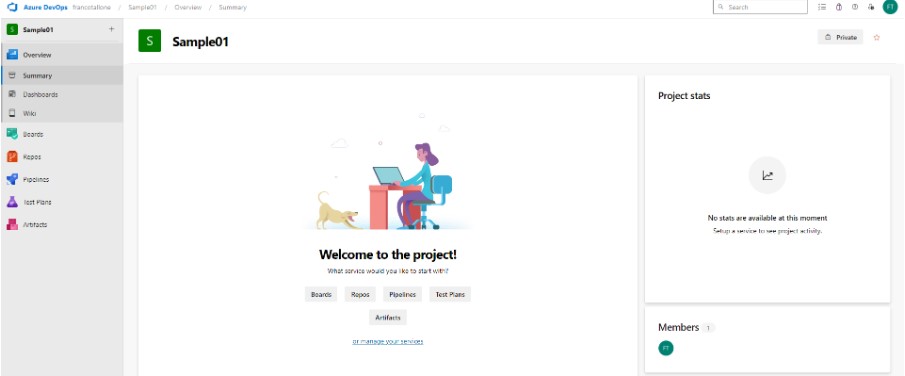 Azure DevOps francotallone / Sample01 / Overview / Summary
Search
FT
Sample01 +
Overview
Summary
Dashboards
Wiki
Boards
Repos
Pipelines
Test Plans
Artifacts
S Sample01
Private
Welcome to the project!
What service would you like to start with?
Boards Repos Pipelines Test Plans
Artifacts
or manage your services
Project stats
No stats are available at this moment
Setup a service to see project activity.
Members 1
FT